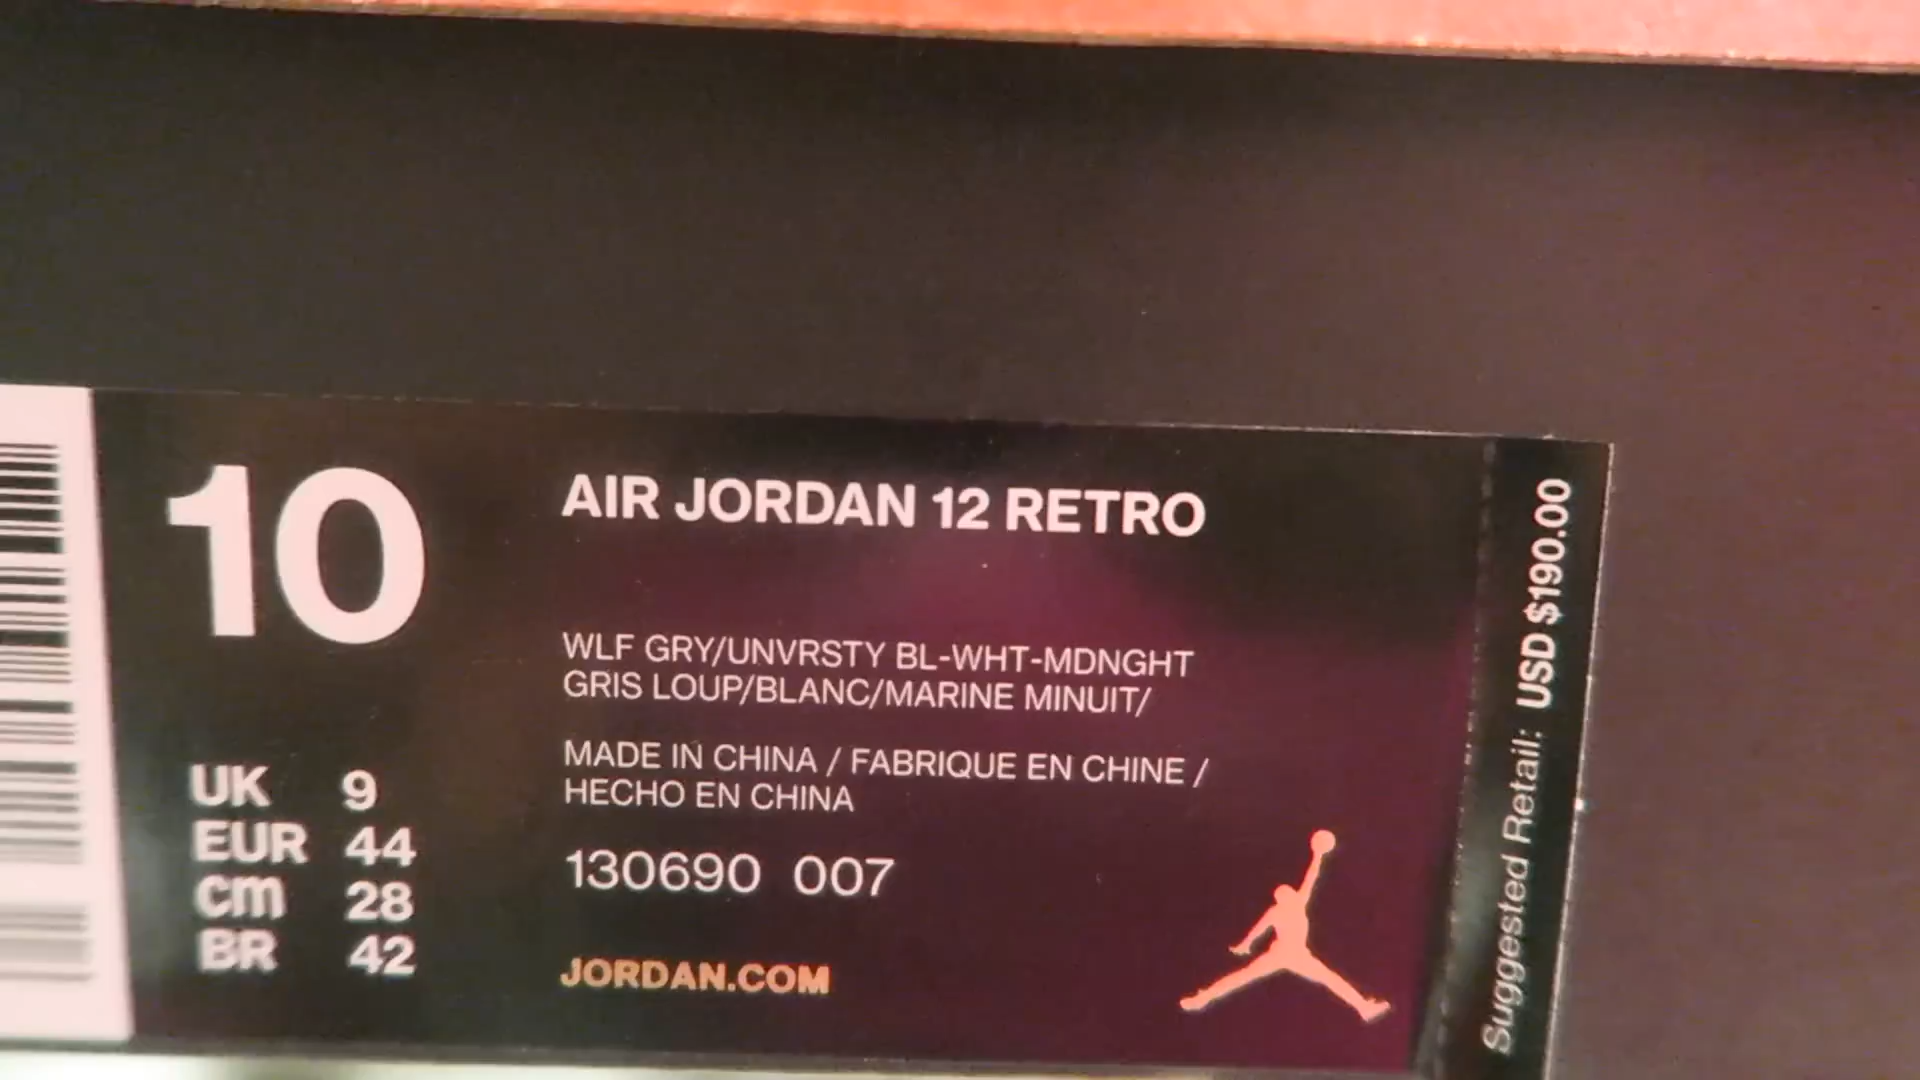 10
UK 9
EUR 44
cm 28
BR 42
AIR JORDAN 12 RETRO
WLF GRY/UNVRSTY BL-WHT-MDNGHT
GRIS LOUP/BLANC/MARINE MINUIT/
MADE IN CHINA / FABRIQUE EN CHINE /
HECHO EN CHINA
130690 007
JORDAN.COM
Suggested Retail: USD $190.00